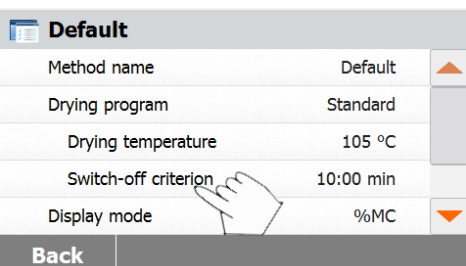 Default
Method name Default
Drying program Standard
Drying temperature 105 °C
Switch-off criterion 10:00 min
Display mode %MC
Back